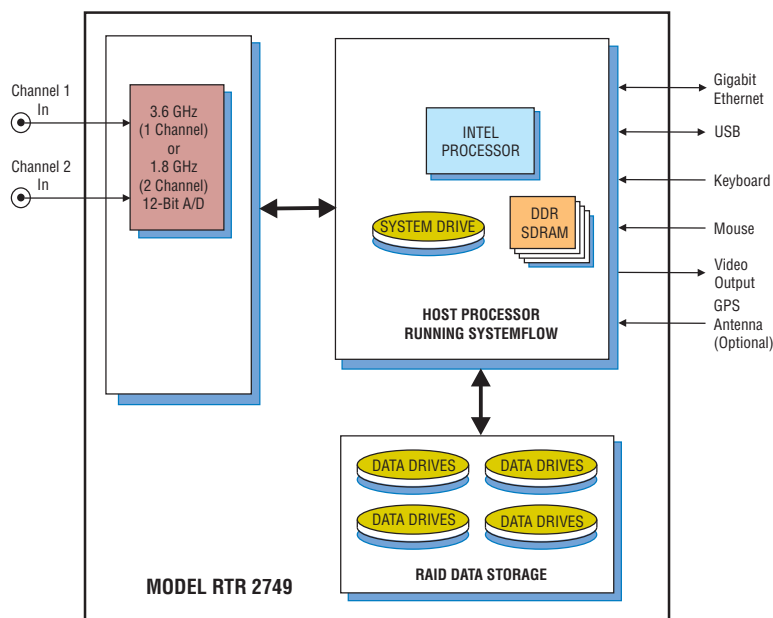 Channel 1
In
Channel 2
In
3.6 GHz
(1 Channel)
or
1.8 GHz
(2 Channel)
12-Bit A/D
INTEL
PROCESSOR
SYSTEM DRIVE
DDR
SDRAM
HOST PROCESSOR
RUNNING SYSTEMFLOW
Gigabit
Ethernet
USB
Keyboard
Mouse
Video
Output
GPS
Antenna
(Optional)
DATA DRIVES
DATA DRIVES
DATA DRIVES
DATA DRIVES
RAID DATA STORAGE
MODEL RTR 2749